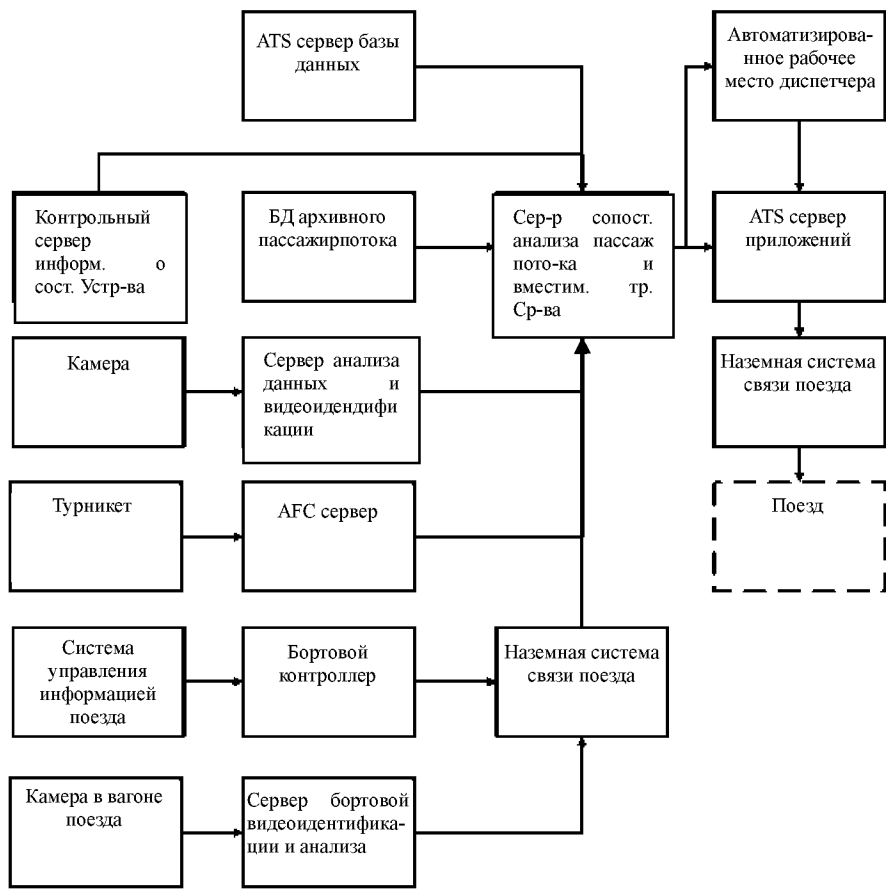 ATS сервер базы
данных
Автоматизирова-
ное рабочее
место диспетчера
Контрольный
сервер
информ. о
сост. Устр-ва
БД архивного
пассажирпотока
Сер-р сопост.
анализа пассаж
пото-ка и
вместим. тр.
Ср-ва
ATS сервер
приложений
Камера
Сервер анализа
данных и
видеоидендифи
кации
Наземная система
связи поезда
Турникет
AFC сервер
Поезд
Система
управления
информацией
поезда
Бортовой
контроллер
Наземная система
связи поезда
Камера в вагоне
поезда
Сервер бортовой
видеоидентифика-
ции и анализа